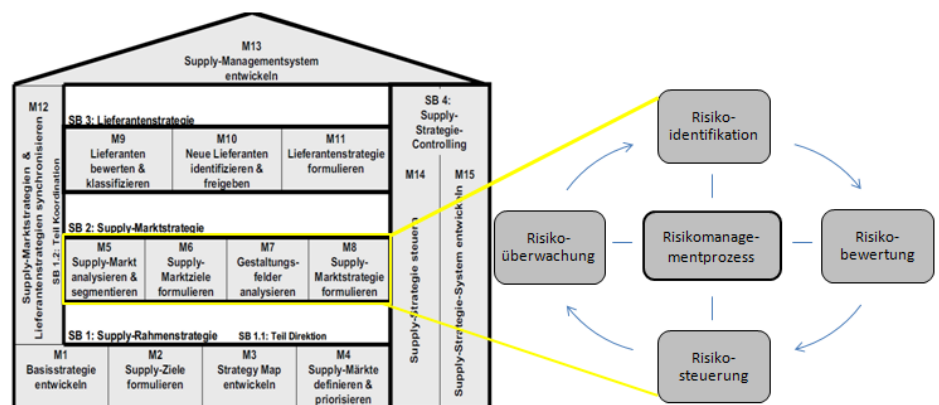 M13
Supply-Managementsystem
entwickeln
M12
Supply-Marktstrategien &
Lieferantenstrategien synchronisieren
SB 1.2: Teil Koordination
SB 3: Lieferantenstrategie
M9
Lieferanten
bewerten &
klassifizieren
M10
Neue Lieferanten
identifizieren &
freigeben
M11
Lieferantenstrategie
formulieren
SB 2: Supply-Marktstrategie
M5
Supply-Markt
analysieren &
segmentieren
M6
Supply-
Marktziele
formulieren
M7
Gestaltungs-
felder
analysieren
M8
Supply-
Marktstrategie
formulieren
SB 1: Supply-Rahmenstrategie
SB 1.1: Teil Direktion
M1
Basisstrategie
entwickeln
M2
Supply-Ziele
formulieren
M3
Strategy Map
entwickeln
M4
Supply-Märkte
definieren &
priorisieren
SB 4:
Supply-
Strategie-
Controlling
M14
Supply-Strategie steuern
M15
Supply-Strategie-System entwickeln
Risiko-
identifikation
Risiko-
überwachung
Risikomanage-
mentprozess
Risiko-
bewertung
Risiko-
steuerung